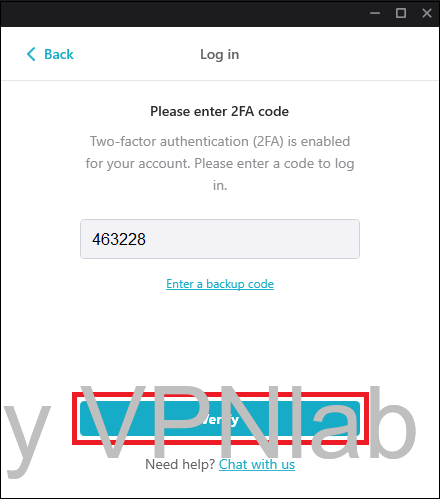 Back
Log in
Please enter 2FA code
Two-factor authentication (2FA) is enabled
for your account. Please enter a code to log
in.
463228
Enter a backup code
Verify
y VPNlab
Need help? Chat with us